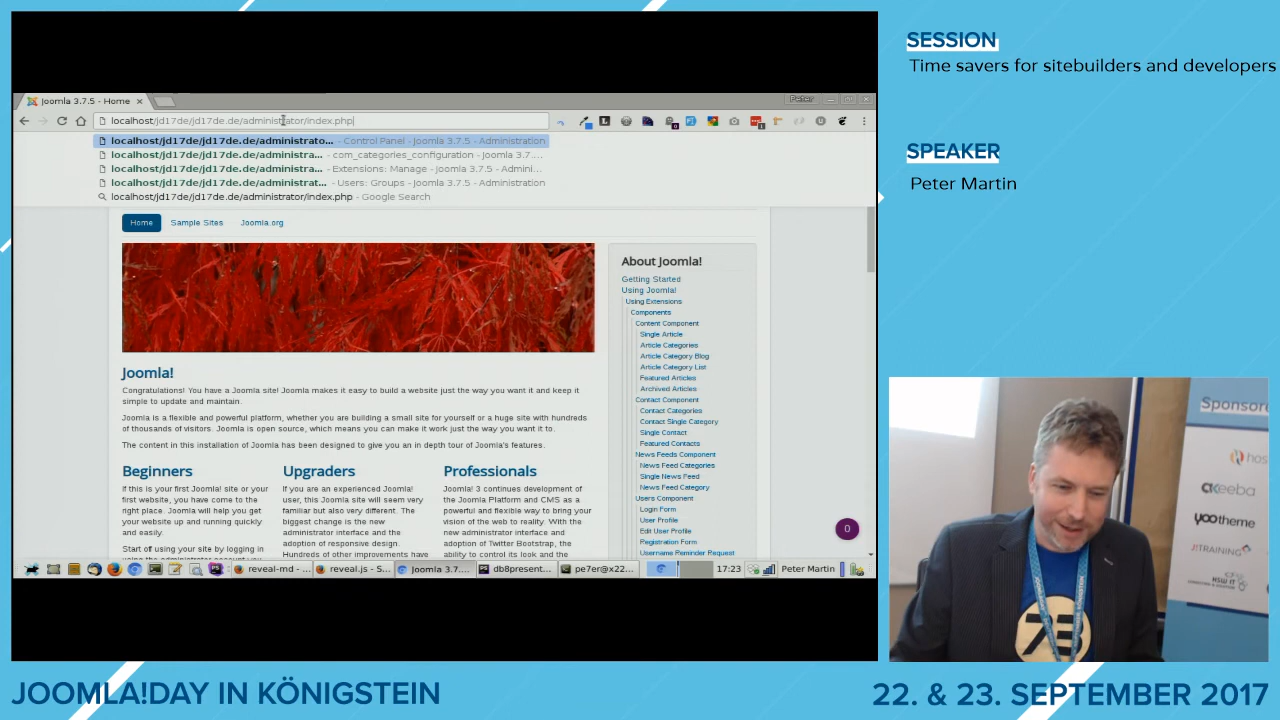 SESSION
Time savers for sitebuilders and developers
SPEAKER
Peter Martin
Joomla 3.7.5 - Home
Peter
localhost/jd17de/jd17de.de/administrator/index.php
localhost/jd17de/jd17de.de/administrato... - Control Panel - Joomla 3.7.5 - Administration
localhost/jd17de/jd17de.de/administra... - com_categories_configuration - Joomla 3.7....
localhost/jd17de/jd17de.de/administra... - Extensions: Manage - Joomla 3.7.5 - Admini...
localhost/jd17de/jd17de.de/administrat... - Users: Groups - Joomla 3.7.5 - Administration
localhost/jd17de/jd17de.de/administrator/index.php - Google Search
Home Sample Sites Joomla.org
Joomla!
Congratulations! You have a Joomla site! Joomla makes it easy to build a website just the way you want it and keep it
simple to update and maintain.
Joomla is a flexible and powerful platform, whether you are building a small site for yourself or a huge site with hundreds
of thousands of visitors. Joomla is open source, which means you can make it work just the way you want it to.
The content in this installation of Joomla has been designed to give you an in depth tour of Joomla's features.
Beginners
If this is your first Joomla! site or your
first website, you have come to the
right place. Joomla will help you get
your website up and running quickly
and easily.
Start off using your site by logging in
Upgraders
If you are an experienced Joomla!
user, this Joomla site will seem very
familiar but also very different. The
biggest change is the new
administrator interface and the
adoption of responsive design.
Hundreds of other improvements have
Professionals
Joomla! 3 continues development of
the Joomla Platform and CMS as a
powerful and flexible way to bring your
vision of the web to reality. With the
new administrator interface and
adoption of Twitter Bootstrap, the
ability to control its look and the
About Joomla!
Getting Started
Using Joomla!
Using Extensions
Components
Content Component
Single Article
Article Categories
Article Category Blog
Article Category List
Featured Articles
Archived Articles
Contact Component
Contact Categories
Contact Single Category
Single Contact
Featured Contacts
News Feeds Component
News Feed Categories
Single News Feed
News Feed Category
Users Component
Login Form
User Profile
Edit User Profile
Registration Form
Username Reminder Request
0
reveal-md - ... reveal.js - S... Joomla 3.7.... db8present... pe7er@x22... 17:23 Peter Martin
Sponsore
hos
akeeba
yootheme
J!TRAINING
HSW IT
73
JOOMLA!DAY IN KÖNIGSTEIN
22. & 23. SEPTEMBER 2017